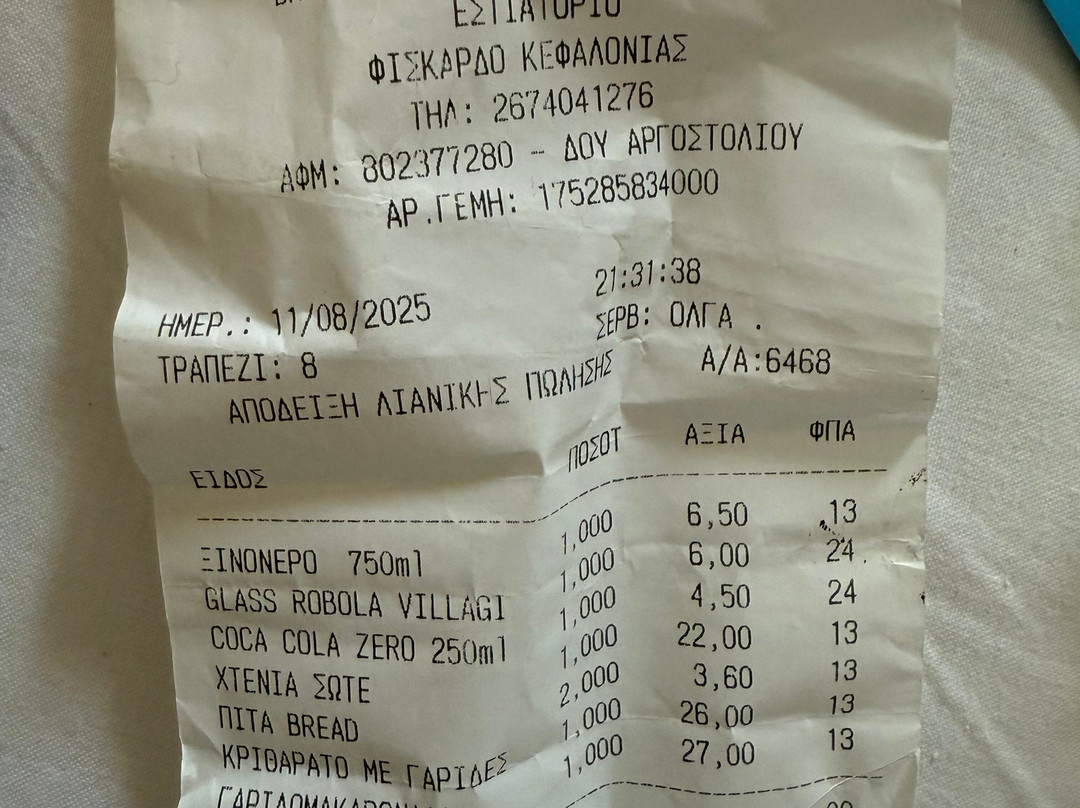 ΕΣΤΙΑΤΟΡΙΟ
ΦΙΣΚΑΡΔΟ ΚΕΦΑΛΟΝΙΑΣ
ΤΗΛ: 2674041276
ΑΦΜ: 802377280 - ΔΟΥ ΑΡΓΟΣΤΟΛΙΟΥ
ΑΡ.ΓΕΜΗ: 175285834000
21:31:38
ΗΜΕΡ.: 11/08/2025 ΣΕΡΒ: ΟΛΓΑ .
ΤΡΑΠΕΖΙ: 8 Α/Α:6468
ΑΠΟΔΕΙΞΗ ΛΙΑΝΙΚΗΣ ΠΩΛΗΣΗΣ
ΕΙΔΟΣ ΠΟΣΟΤ ΑΞΙΑ ΦΠΑ
ΞΙΝΟΝΕΡΟ 750ml 1,000 6,50 13
GLASS ROBOLA VILLAGI 1,000 6,00 24
COCA COLA ZERO 250ml 1,000 4,50 24
ΧΤΕΝΙΑ ΣΩΤΕ 1,000 22,00 13
ΠΙΤΑ BREAD 2,000 3,60 13
ΚΡΙΘΑΡΑΤΟ ΜΕ ΓΑΡΙΔΕΣ 1,000 26,00 13
1,000 27,00 13